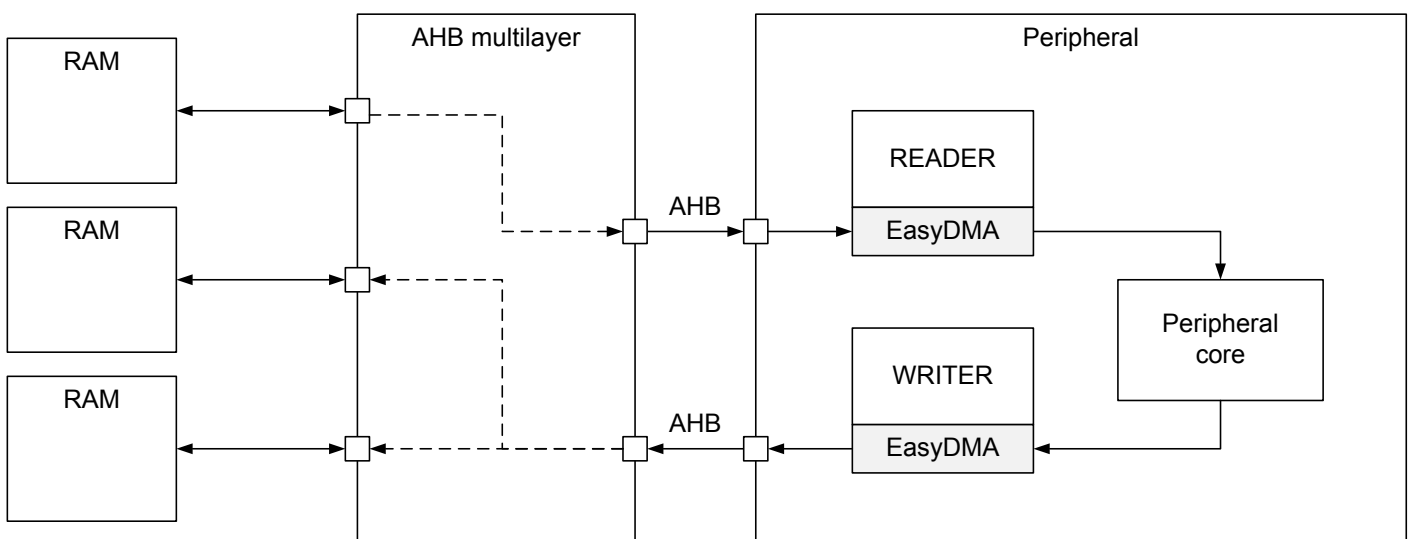 AHB multilayer
Peripheral
RAM
READER
EasyDMA
AHB
RAM
Peripheral
core
WRITER
EasyDMA
AHB
RAM